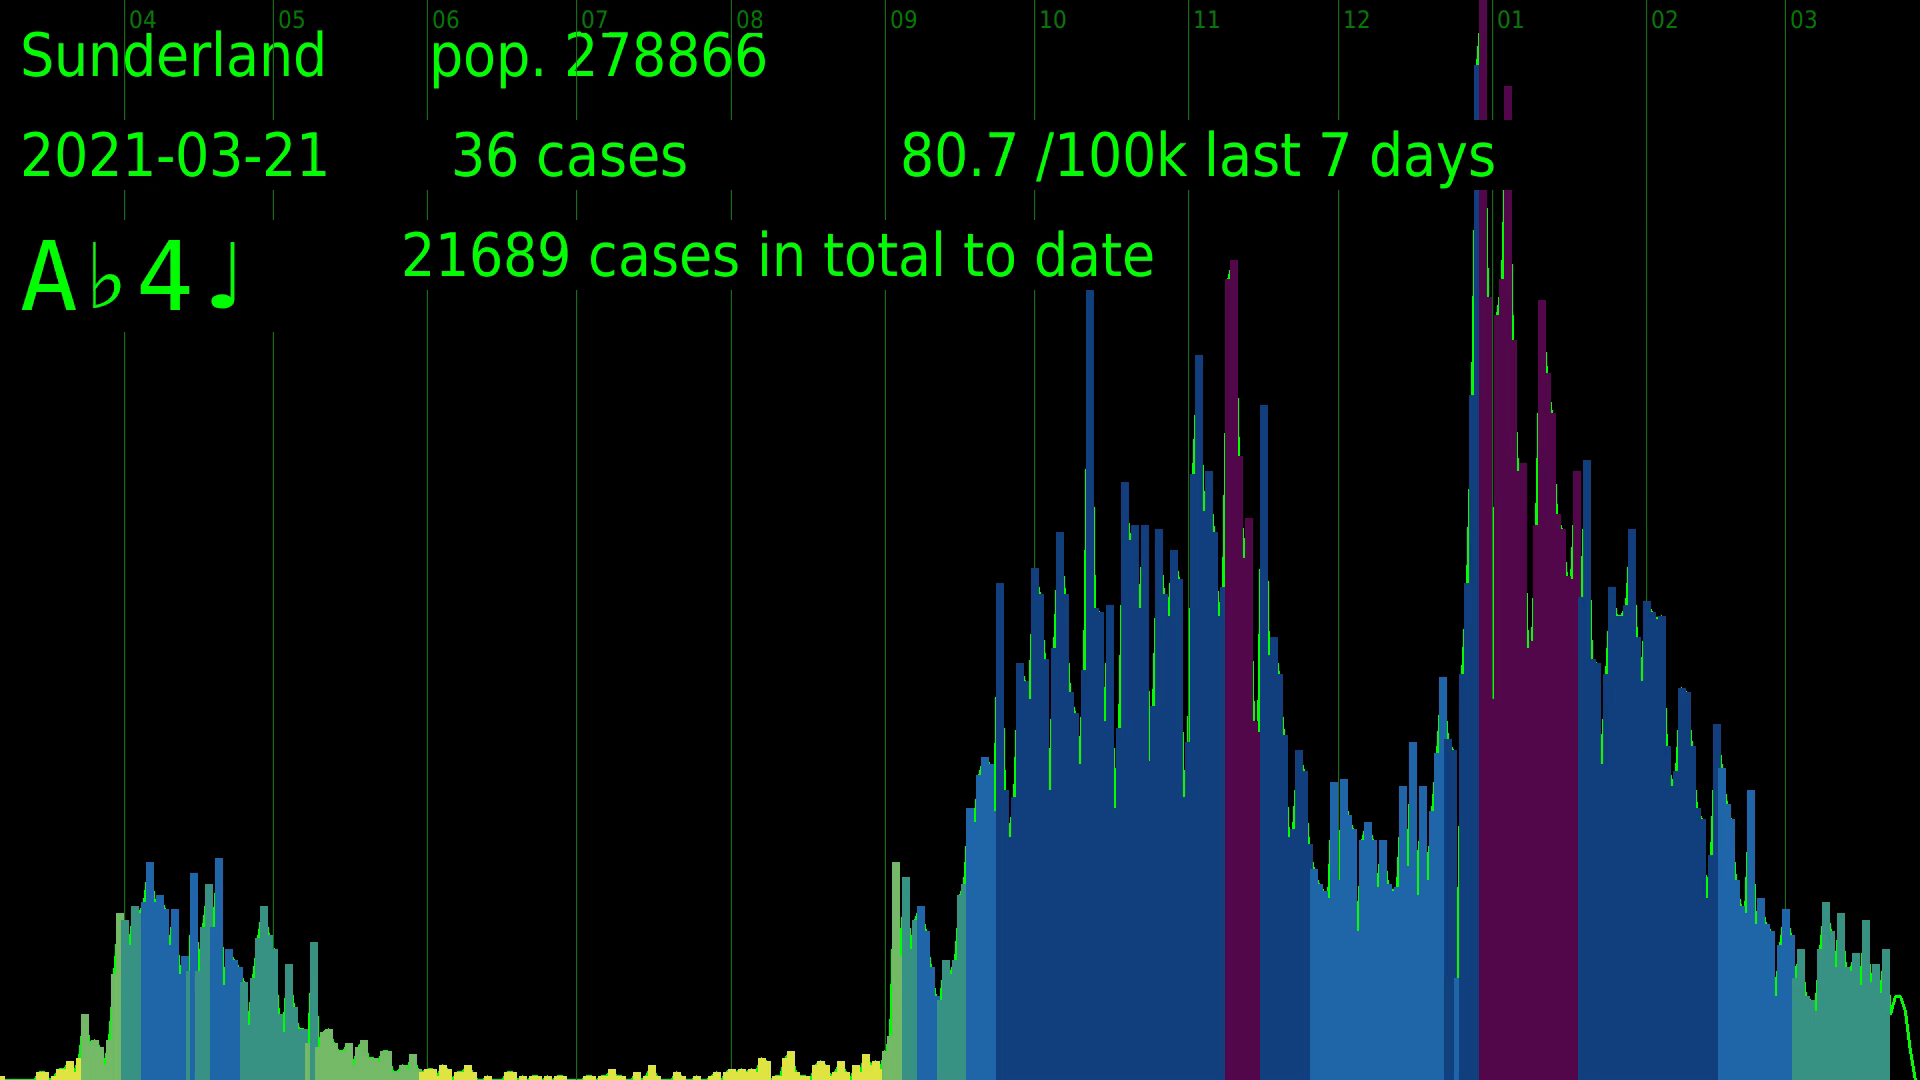 04 05 06 07 08 09 10 11 12 01 02 03
Sunderland pop. 278866
2021-03-21 36 cases 80.7 /100k last 7 days
A♭4♩ 21689 cases in total to date